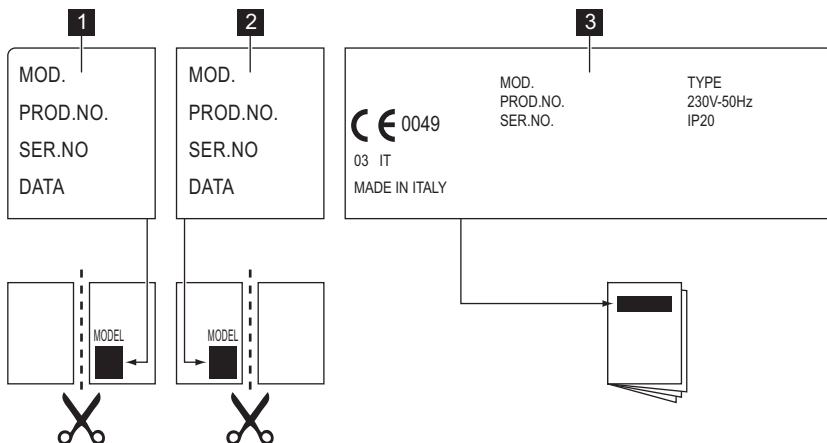 1
MOD.
PROD.NO.
SER.NO
DATA
2
MOD.
PROD.NO.
SER.NO
DATA
3
CE 0049
03 IT
MADE IN ITALY
MOD.
PROD.NO.
SER.NO.
TYPE
230V-50Hz
IP20
MODEL
MODEL